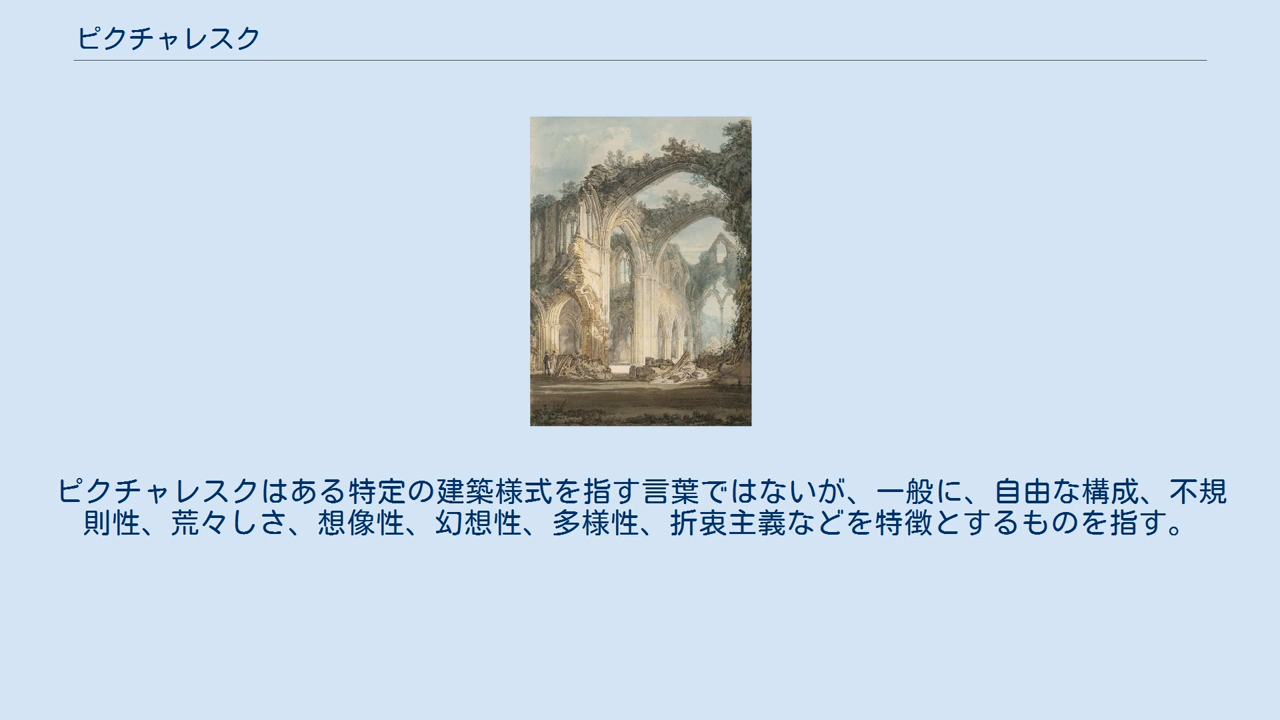 ピクチャレスク
ピクチャレスクはある特定の建築様式を指す言葉ではないが、一般に、自由な構成、不規
則性、荒々しさ、想像性、幻想性、多様性、折衷主義などを特徴とするものを指す。